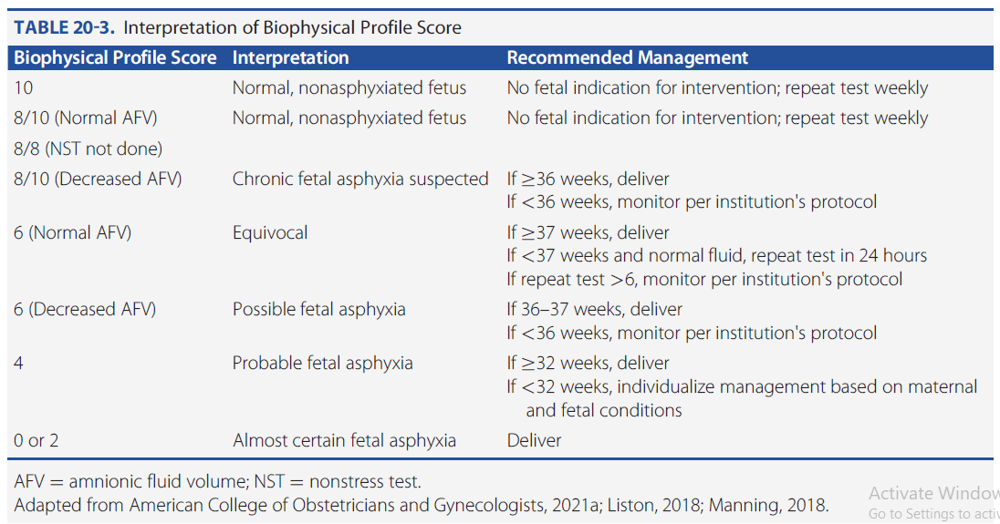 TABLE 20-3. Interpretation of Biophysical Profile Score
Biophysical Profile Score Interpretation Recommended Management
10 Normal, nonasphyxiated fetus No fetal indication for intervention; repeat test weekly
8/10 (Normal AFV) Normal, nonasphyxiated fetus No fetal indication for intervention; repeat test weekly
8/8 (NST not done)
8/10 (Decreased AFV) Chronic fetal asphyxia suspected If ≥36 weeks, deliver
If <36 weeks, monitor per institution's protocol
6 (Normal AFV) Equivocal If ≥37 weeks, deliver
If <37 weeks and normal fluid, repeat test in 24 hours
If repeat test >6, monitor per institution's protocol
6 (Decreased AFV) Possible fetal asphyxia If 36–37 weeks, deliver
If <36 weeks, monitor per institution's protocol
4 Probable fetal asphyxia If ≥32 weeks, deliver
If <32 weeks, individualize management based on maternal
and fetal conditions
0 or 2 Almost certain fetal asphyxia Deliver
AFV = amnionic fluid volume; NST = nonstress test.
Adapted from American College of Obstetricians and Gynecologists, 2021a; Liston, 2018; Manning, 2018.
Activate Window
Go to Settings to activ